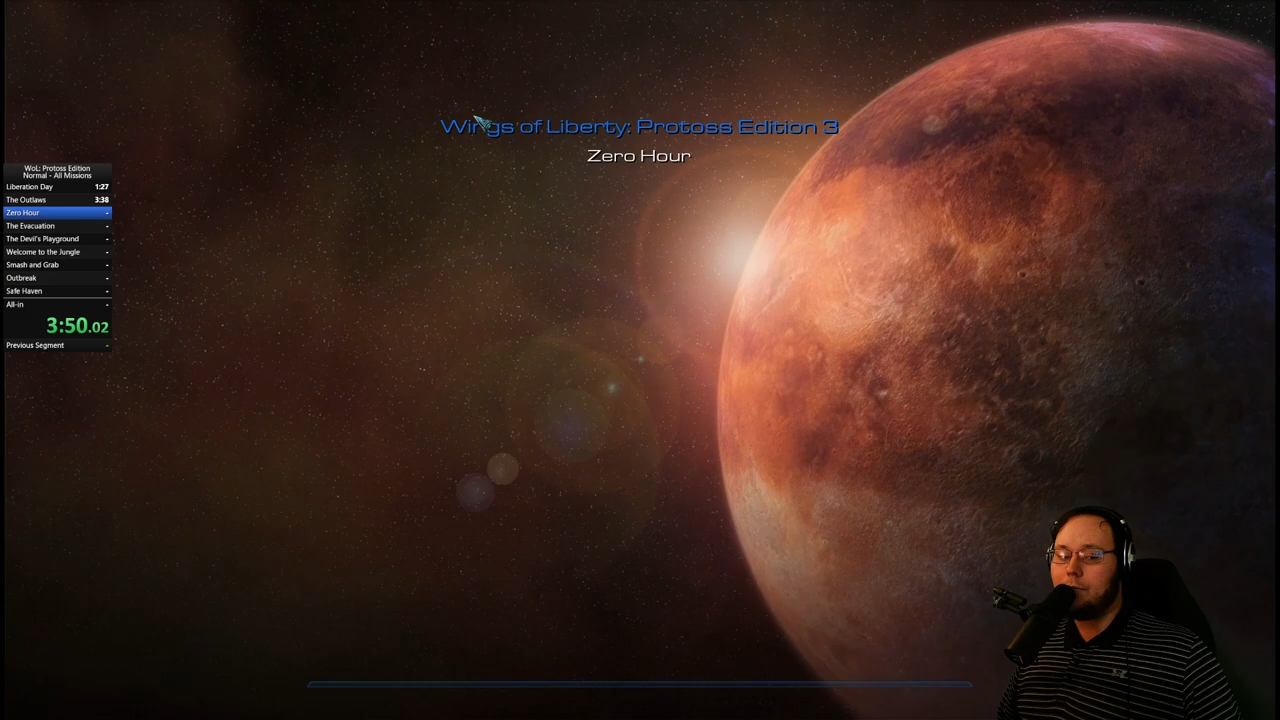 Wings of Liberty: Protoss Edition 3
Zero Hour
WoL: Protoss Edition
Normal - All Missions
Liberation Day 1:27
The Outlaws 3:38
Zero Hour -
The Evacuation -
The Devil's Playground -
Welcome to the Jungle -
Smash and Grab -
Outbreak -
Safe Haven -
All-in -
3:50.02
Previous Segment -